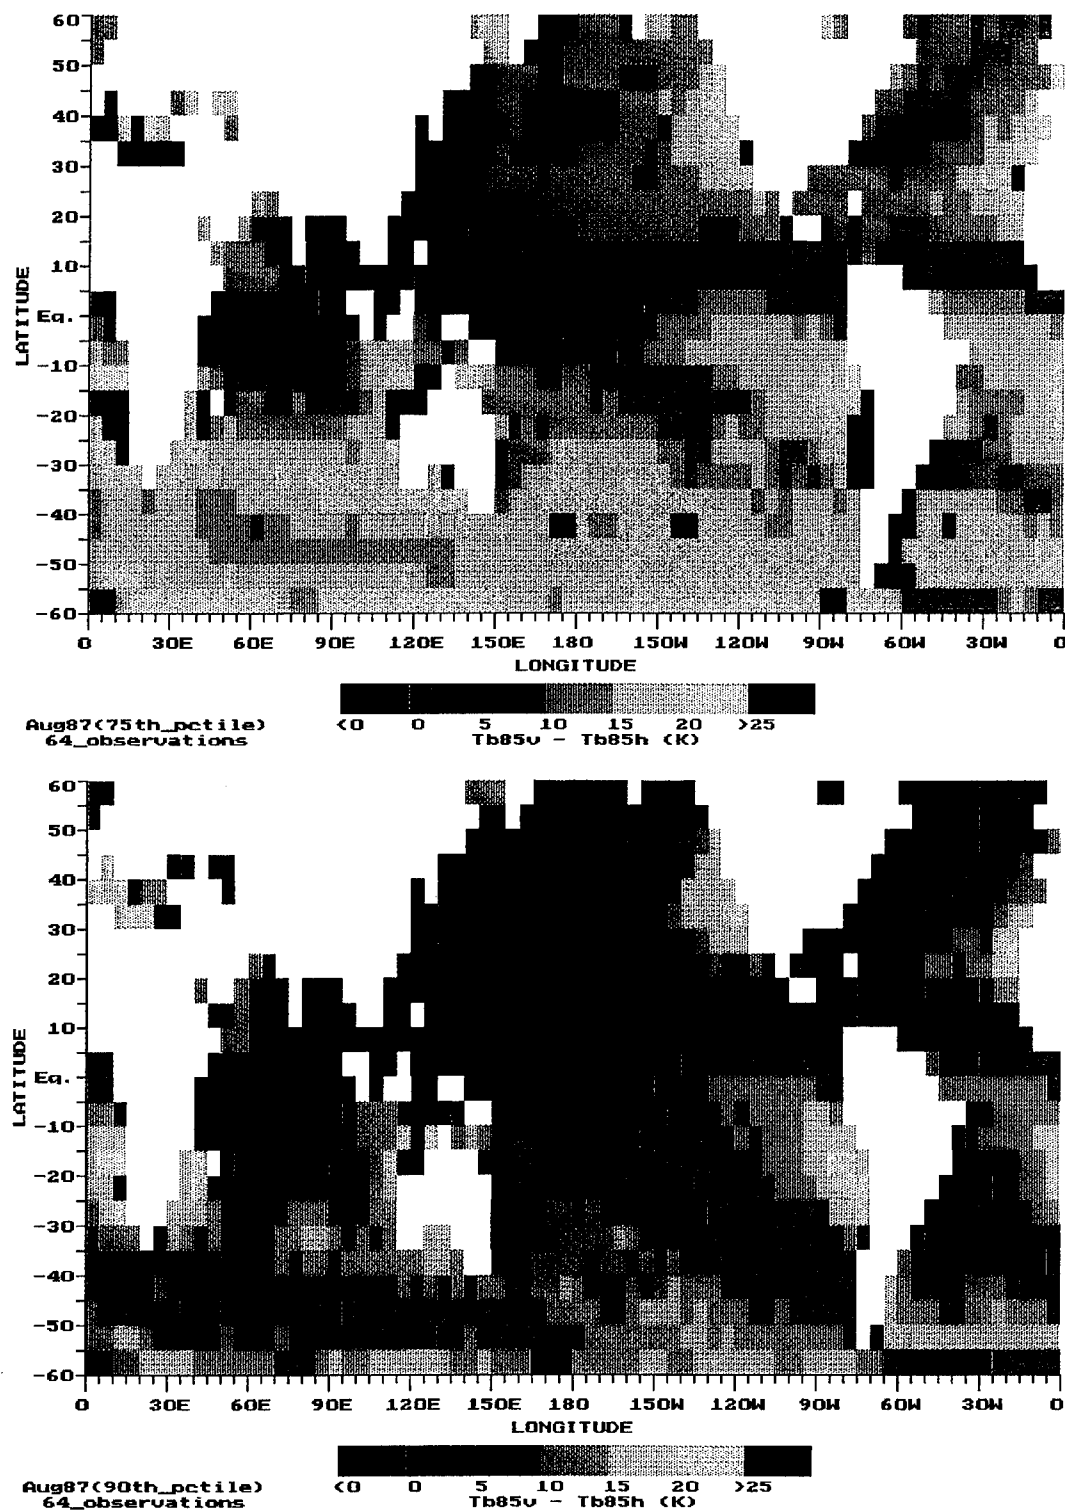 60
50
40
30
20
10
Eq.
-10
-20
-30
-40
-50
-60
LATITUDE
0 30E 60E 90E 120E 150E 180 150W 120W 90W 60W 30W 0
LONGITUDE
<0 0 5 10 15 20 >25
Tb85v - Tb85h (K)
Aug87(75th_pctile)
64_observations
60
50
40
30
20
10
Eq.
-10
-20
-30
-40
-50
-60
LATITUDE
0 30E 60E 90E 120E 150E 180 150W 120W 90W 60W 30W 0
LONGITUDE
<0 0 5 10 15 20 >25
Tb85v - Tb85h (K)
Aug87(90th_pctile)
64_observations